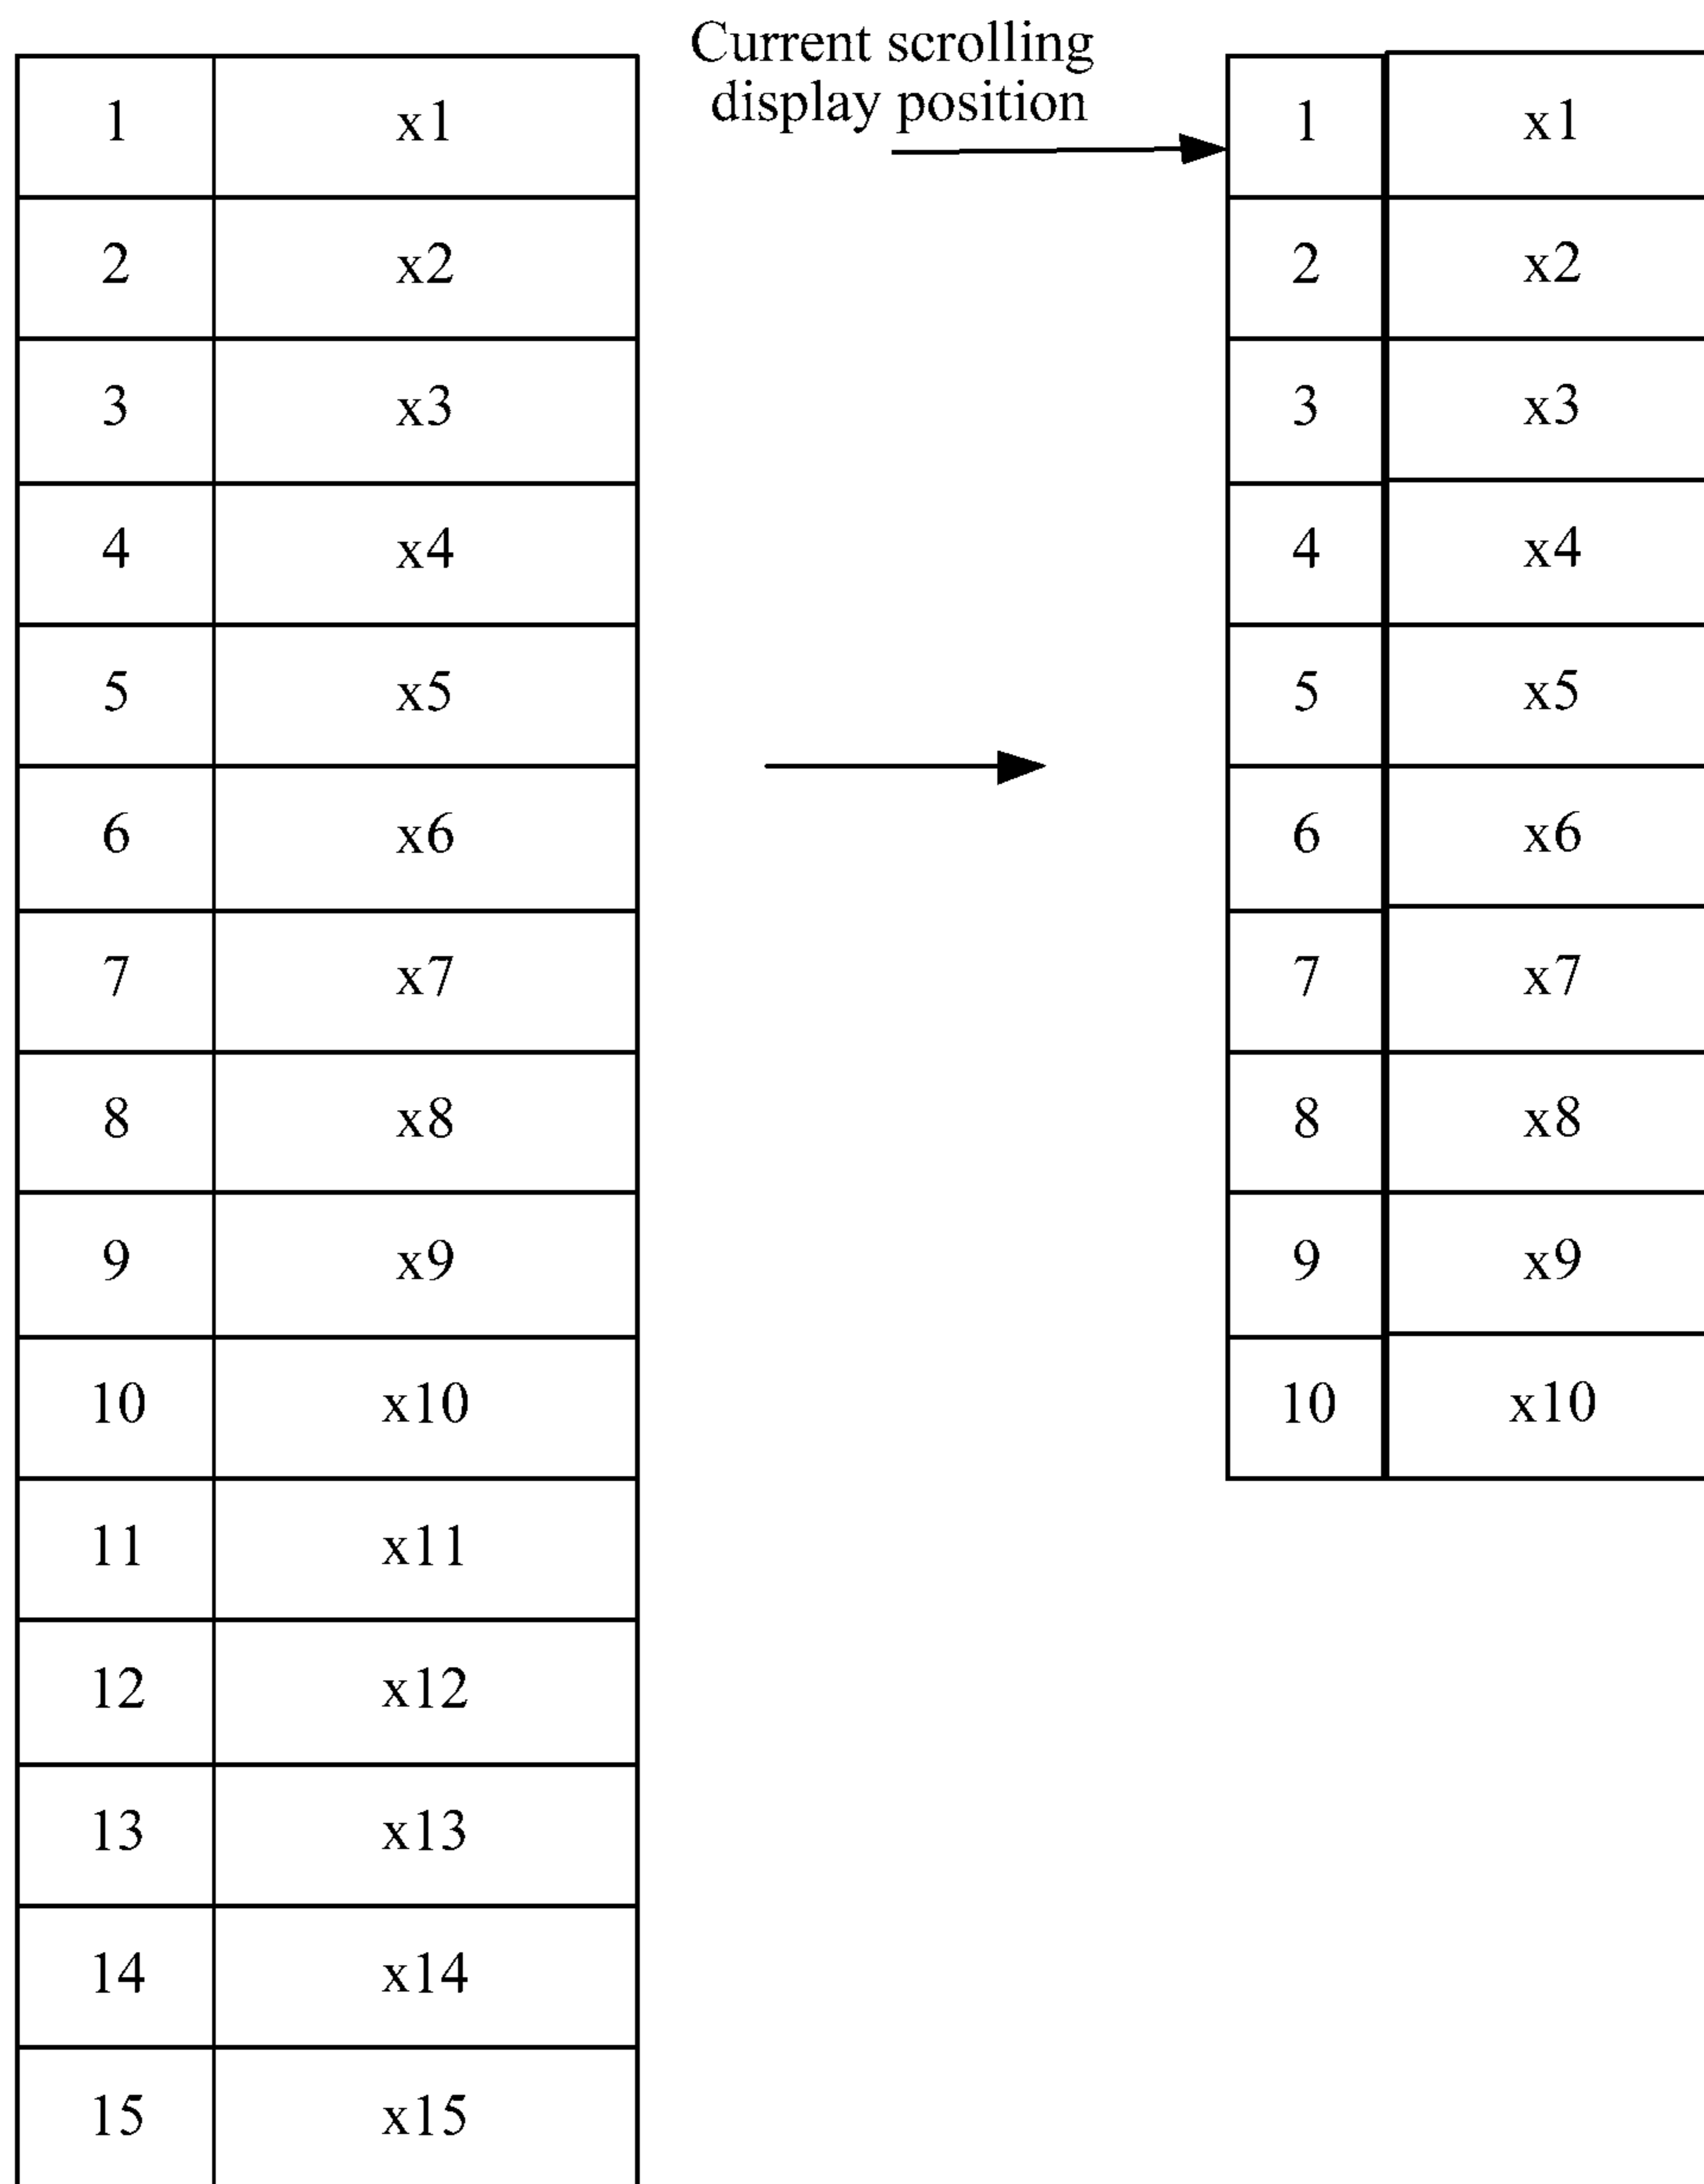 Current scrolling
display position
1 x1
2 x2
3 x3
4 x4
5 x5
6 x6
7 x7
8 x8
9 x9
10 x10
11 x11
12 x12
13 x13
14 x14
15 x15
1 x1
2 x2
3 x3
4 x4
5 x5
6 x6
7 x7
8 x8
9 x9
10 x10